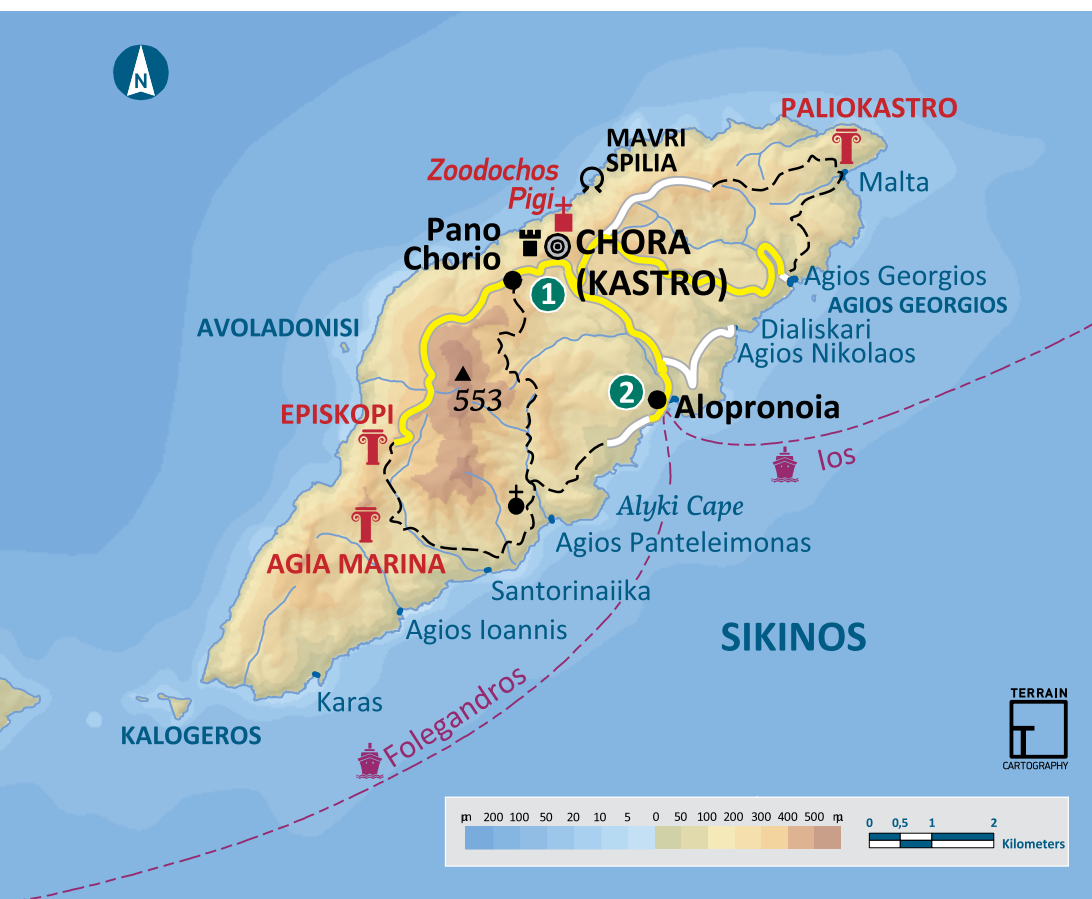 N
PALIOKASTRO
MAVRI
SPILIA
Zoodochos
Pigi
Malta
Pano
Chorio
CHORA
(KASTRO)
1
Agios Georgios
AGIOS GEORGIOS
AVOLADONISI
Dialiskari
Agios Nikolaos
553
2
Alopronoia
EPISKOPI
Ios
Alyki Cape
Agios Panteleimonas
AGIA MARINA
Santorinaiika
Agios Ioannis
SIKINOS
Karas
Folegandros
KALOGEROS
TERRAIN
T
CARTOGRAPHY
μ 200 100 50 20 10 5 0 50 100 200 300 400 500 μ
0 0,5 1 2
Kilometers